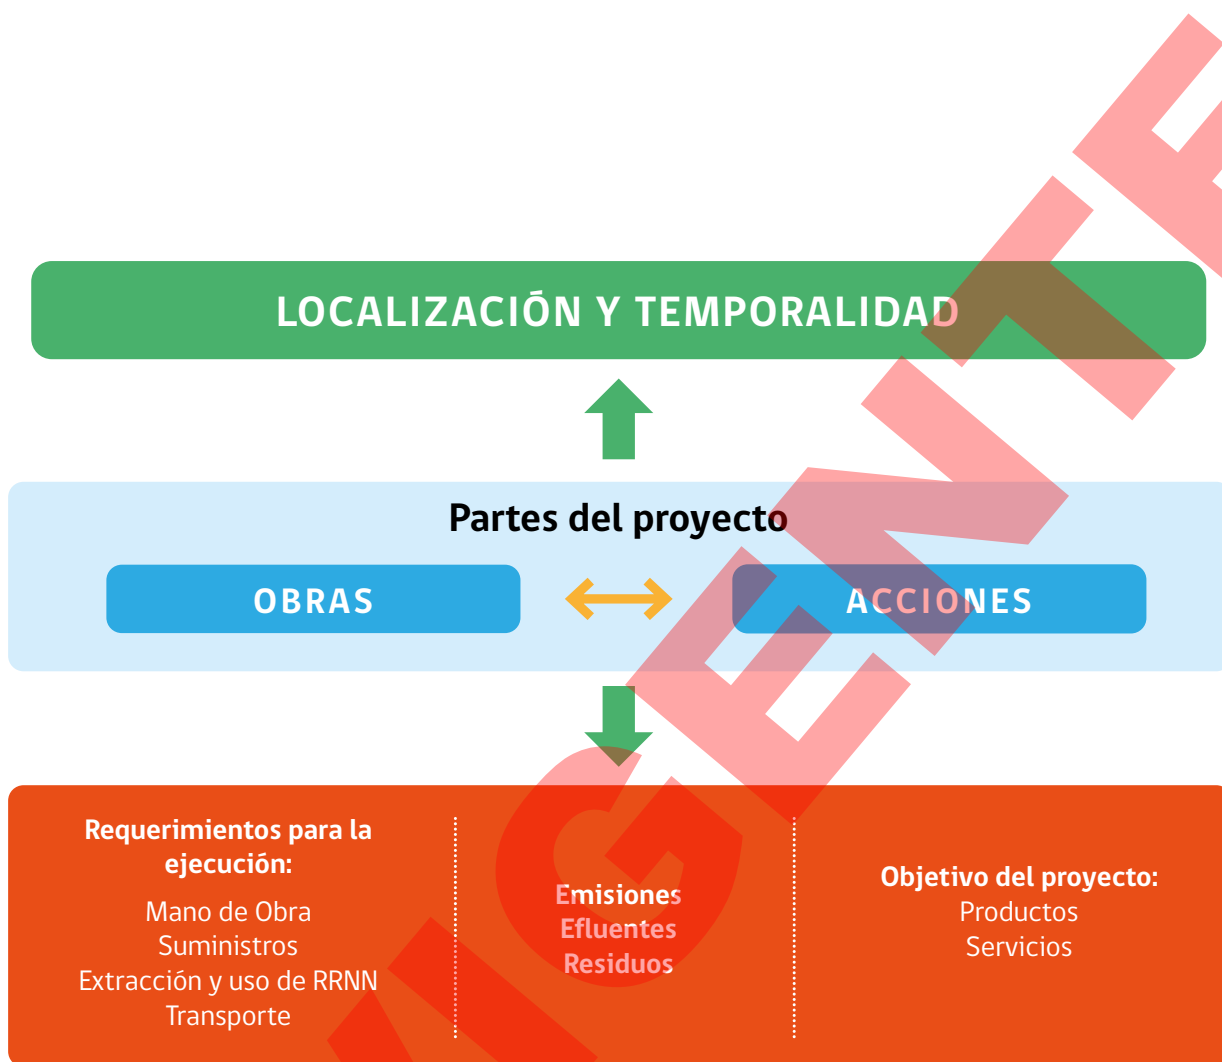 LOCALIZACIÓN Y TEMPORALIDAD
Partes del proyecto
OBRAS
ACCIONES
Requerimientos para la
ejecución:
Mano de Obra
Suministros
Extracción y uso de RRNN
Transporte
Emisiones
Efluentes
Residuos
Objetivo del proyecto:
Productos
Servicios
IGENTE